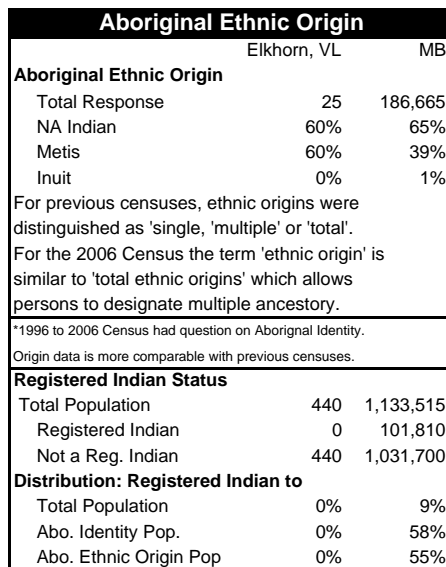 Aboriginal Ethnic Origin
Elkhorn, VL MB
Aboriginal Ethnic Origin
Total Response 25 186,665
NA Indian 60% 65%
Metis 60% 39%
Inuit 0% 1%
For previous censuses, ethnic origins were
distinguished as 'single, 'multiple' or 'total'.
For the 2006 Census the term 'ethnic origin' is
similar to 'total ethnic origins' which allows
persons to designate multiple ancestory.
*1996 to 2006 Census had question on Aborignal Identity.
Origin data is more comparable with previous censuses.
Registered Indian Status
Total Population 440 1,133,515
Registered Indian 0 101,810
Not a Reg. Indian 440 1,031,700
Distribution: Registered Indian to
Total Population 0% 9%
Abo. Identity Pop. 0% 58%
Abo. Ethnic Origin Pop 0% 55%